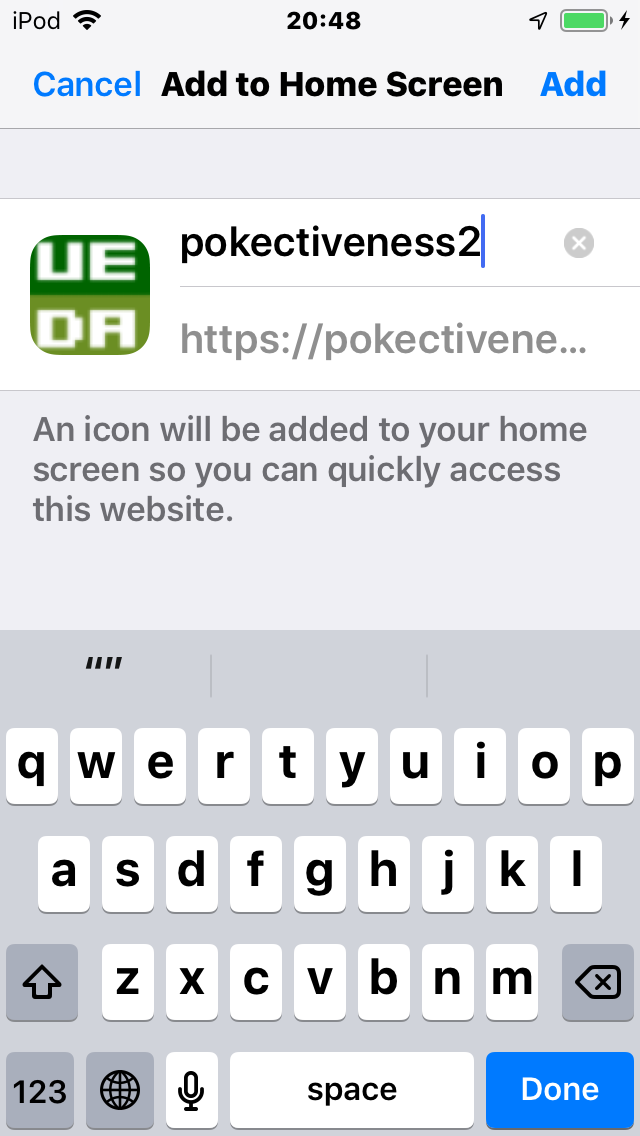 iPod 20:48
Cancel Add to Home Screen Add
UE
DA
pokectiveness2
https://pokectivene...
An icon will be added to your home
screen so you can quickly access
this website.
“”
q w e r t y u i o p
a s d f g h j k l
z x c v b n m
123 space Done